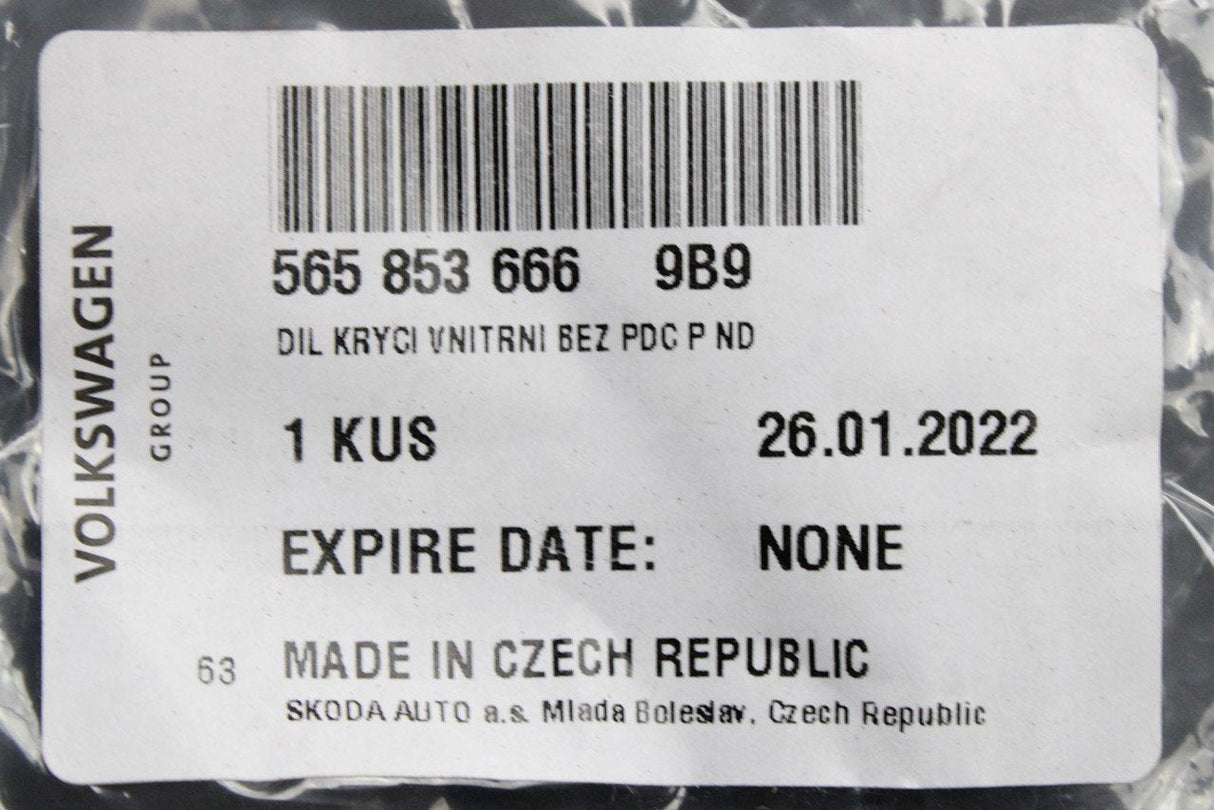 VOLKSWAGEN
GROUP
565 853 666 9B9
DIL KRYCI VNITRNI BEZ PDC P ND
1 KUS 26.01.2022
EXPIRE DATE: NONE
63 MADE IN CZECH REPUBLIC
SKODA AUTO a.s. Mlada Boleslav. Czech Republic